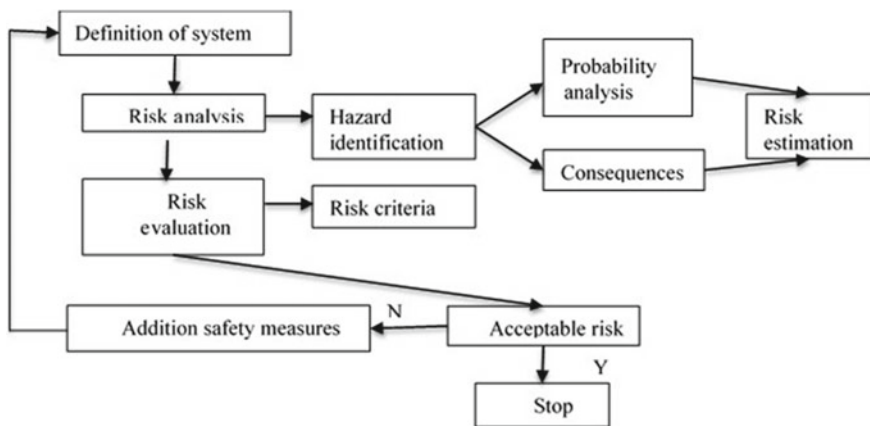 Definition of system
Probability
analysis
Risk analysis
Hazard
identification
Risk
estimation
Consequences
Risk
evaluation
Risk criteria
Addition safety measures
N
Acceptable risk
Y
Stop